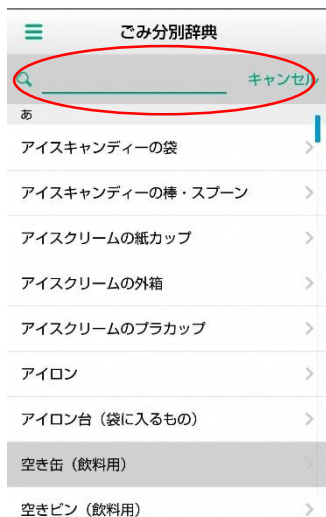 ごみ分別辞典
キャンセル
あ
アイスキャンディーの袋
アイスキャンディーの棒・スプーン
アイスクリームの紙カップ
アイスクリームの外箱
アイスクリームのプラカップ
アイロン
アイロン台（袋に入るもの）
空き缶（飲料用）
空きビン（飲料用）